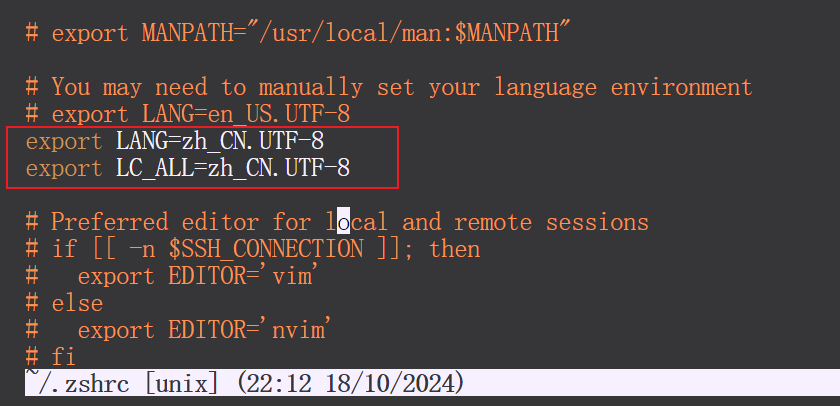 # export MANPATH="/usr/local/man:$MANPATH"
# You may need to manually set your language environment
# export LANG=en_US.UTF-8
export LANG=zh_CN.UTF-8
export LC_ALL=zh_CN.UTF-8
# Preferred editor for local and remote sessions
# if [[ -n $SSH_CONNECTION ]]; then
#   export EDITOR='vim'
# else
#   export EDITOR='nvim'
# fi
~/.zshrc [unix] (22:12 18/10/2024)